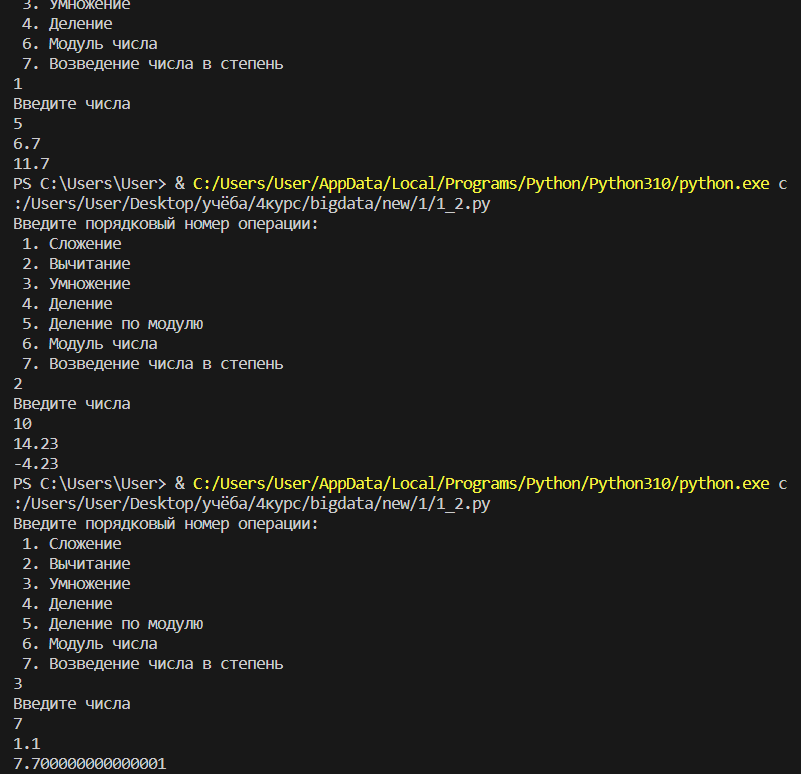 3. Умножение
4. Деление
6. Модуль числа
7. Возведение числа в степень
1
Введите числа
5
6.7
11.7
PS C:\Users\User> & C:/Users/User/AppData/Local/Programs/Python/Python310/python.exe c
:/Users/User/Desktop/учёба/4курс/bigdata/new/1/1_2.py
Введите порядковый номер операции:
1. Сложение
2. Вычитание
3. Умножение
4. Деление
5. Деление по модулю
6. Модуль числа
7. Возведение числа в степень
2
Введите числа
10
14.23
-4.23
PS C:\Users\User> & C:/Users/User/AppData/Local/Programs/Python/Python310/python.exe c
:/Users/User/Desktop/учёба/4курс/bigdata/new/1/1_2.py
Введите порядковый номер операции:
1. Сложение
2. Вычитание
3. Умножение
4. Деление
5. Деление по модулю
6. Модуль числа
7. Возведение числа в степень
3
Введите числа
7
1.1
7.700000000000001